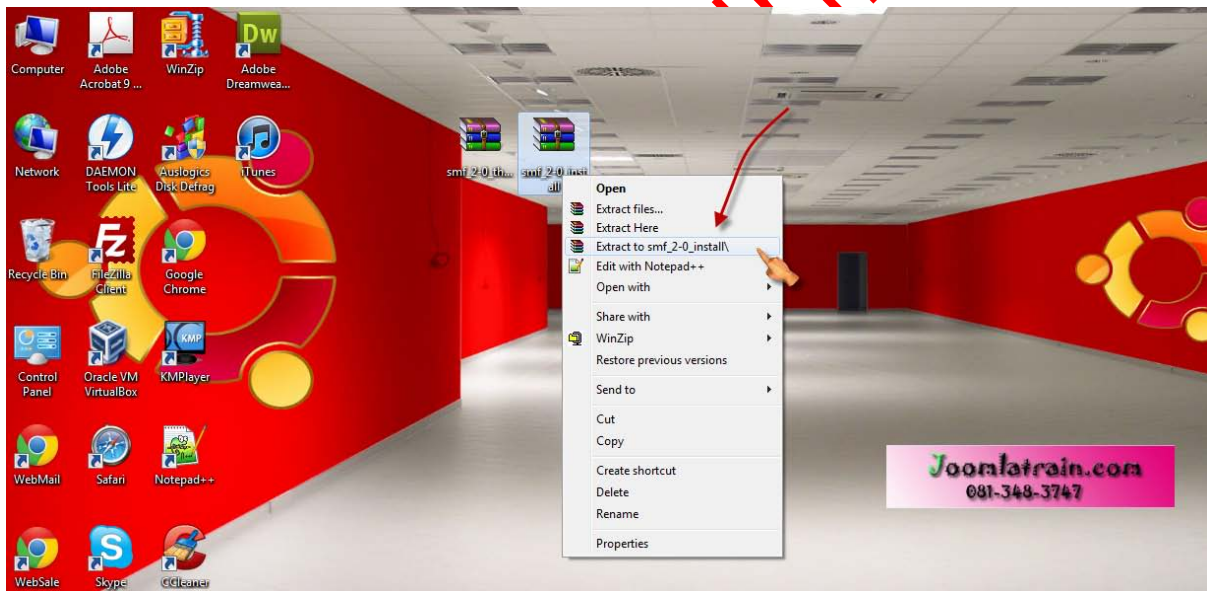 Computer
Adobe
Acrobat 9 ...
WinZip
Dw
Adobe
Dreamwea...
Network
DAEMON
Tools Lite
Auslogics
Disk Defrag
iTunes
smf_2-0_th...
smf_2-0_inst
all
Recycle Bin
FileZilla
Client
Google
Chrome
Control
Panel
Oracle VM
VirtualBox
KMP
KMPlayer
WebMail
Safari
Notepad++
WebSale
Skype
CCleaner
Open
Extract files...
Extract Here
Extract to smf_2-0_install\
Edit with Notepad++
Open with
Share with
WinZip
Restore previous versions
Send to
Cut
Copy
Create shortcut
Delete
Rename
Properties
Joomlatrain.com
081-348-3747